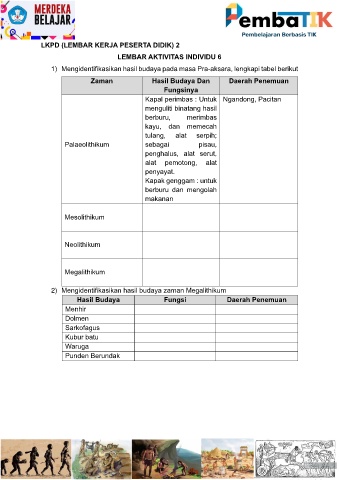 MERDEKA
BELAJAR
PembaTIK
Pembelajaran Berbasis TIK
LKPD (LEMBAR KERJA PESERTA DIDIK) 2
LEMBAR AKTIVITAS INDIVIDU 6
1) Mengidentifikasikan hasil budaya pada masa Pra-aksara, lengkapi tabel berikut
Zaman
Hasil Budaya Dan
Fungsinya
Daerah Penemuan
Palaeolithikum
Kapal perimbas : Untuk
menguliti binatang hasil
berburu, merimbas
kayu, dan memecah
tulang, alat serpih;
sebagai pisau,
penghalus, alat serut,
alat pemotong, alat
penyayat.
Kapak genggam : untuk
berburu dan mengolah
makanan
Ngandong, Pacitan
Mesolithikum
Neolithikum
Megalithikum
2) Mengidentifikasikan hasil budaya zaman Megalithikum
Hasil Budaya
Fungsi
Daerah Penemuan
Menhir
Dolmen
Sarkofagus
Kubur batu
Waruga
Punden Berundak